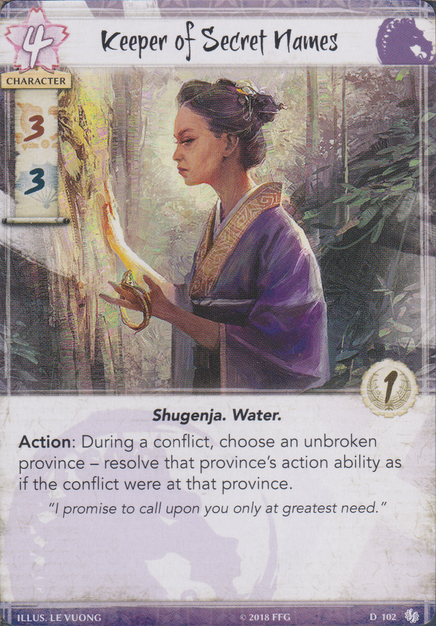 4
Keeper of Secret Names
CHARACTER
3
3
1
Shugenja. Water.
Action: During a conflict, choose an unbroken
province – resolve that province's action ability as
if the conflict were at that province.
"I promise to call upon you only at greatest need."
ILLUS. LE VUONG © 2018 FFG D 102